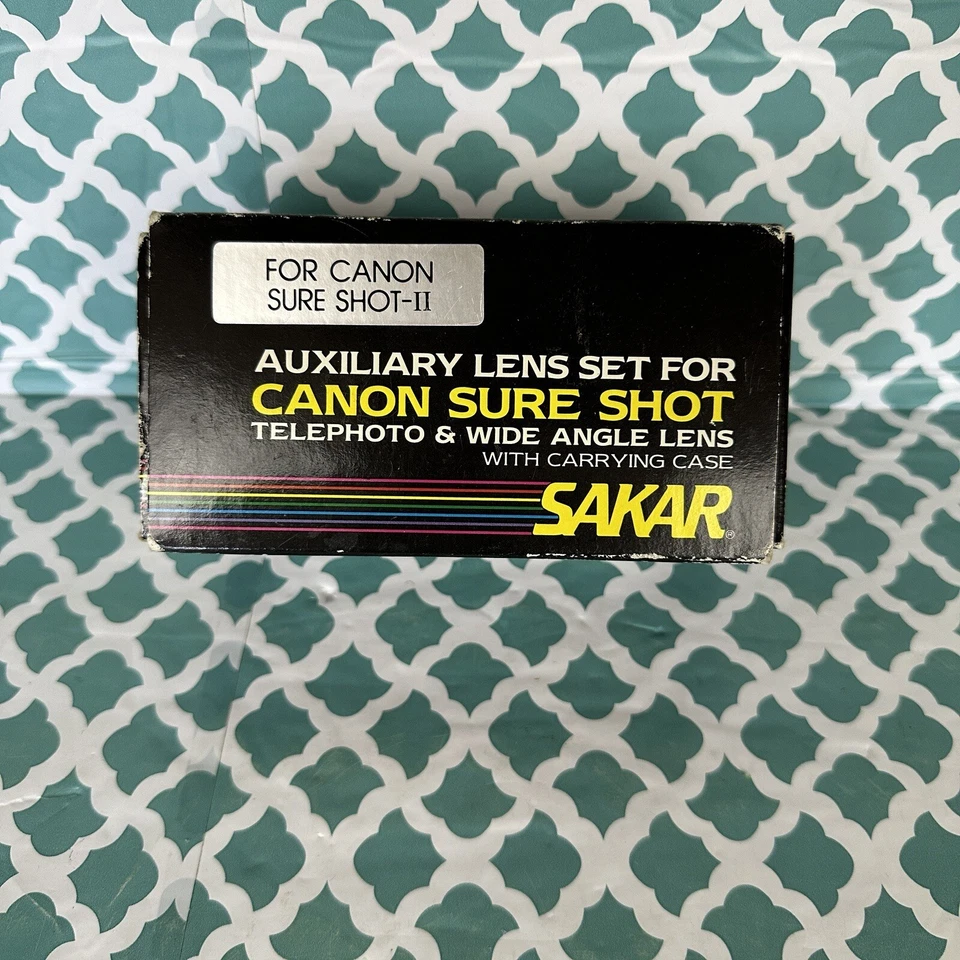 FOR CANON
SURE SHOT-II
AUXILIARY LENS SET FOR
CANON SURE SHOT
TELEPHOTO & WIDE ANGLE LENS
WITH CARRYING CASE
SAKAR®